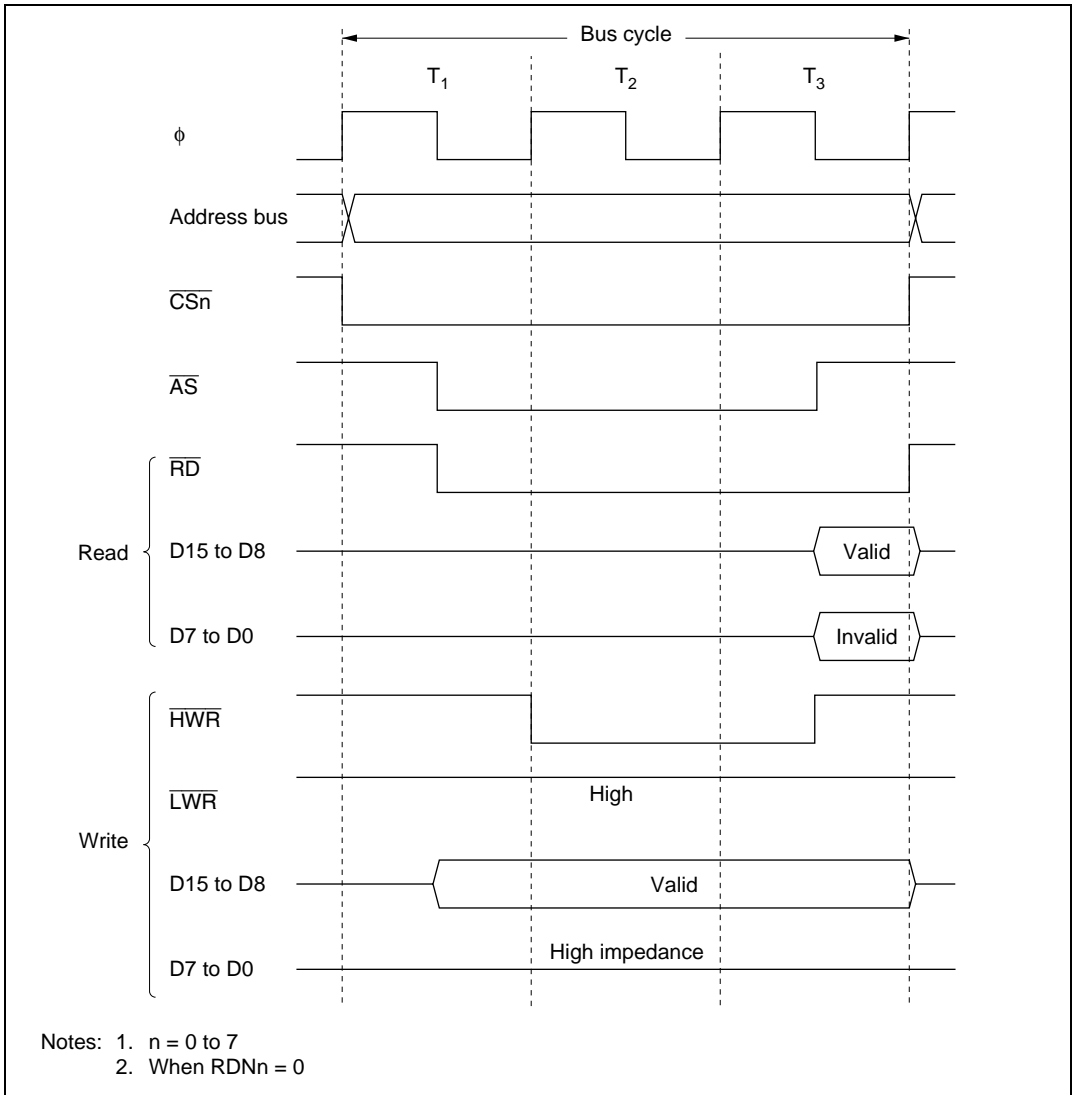 Bus cycle
T1 T2 T3
φ
Address bus
CSn
AS
RD
Read D15 to D8 Valid
D7 to D0 Invalid
HWR
LWR High
Write
D15 to D8 Valid
D7 to D0 High impedance
Notes: 1. n = 0 to 7
2. When RDNn = 0